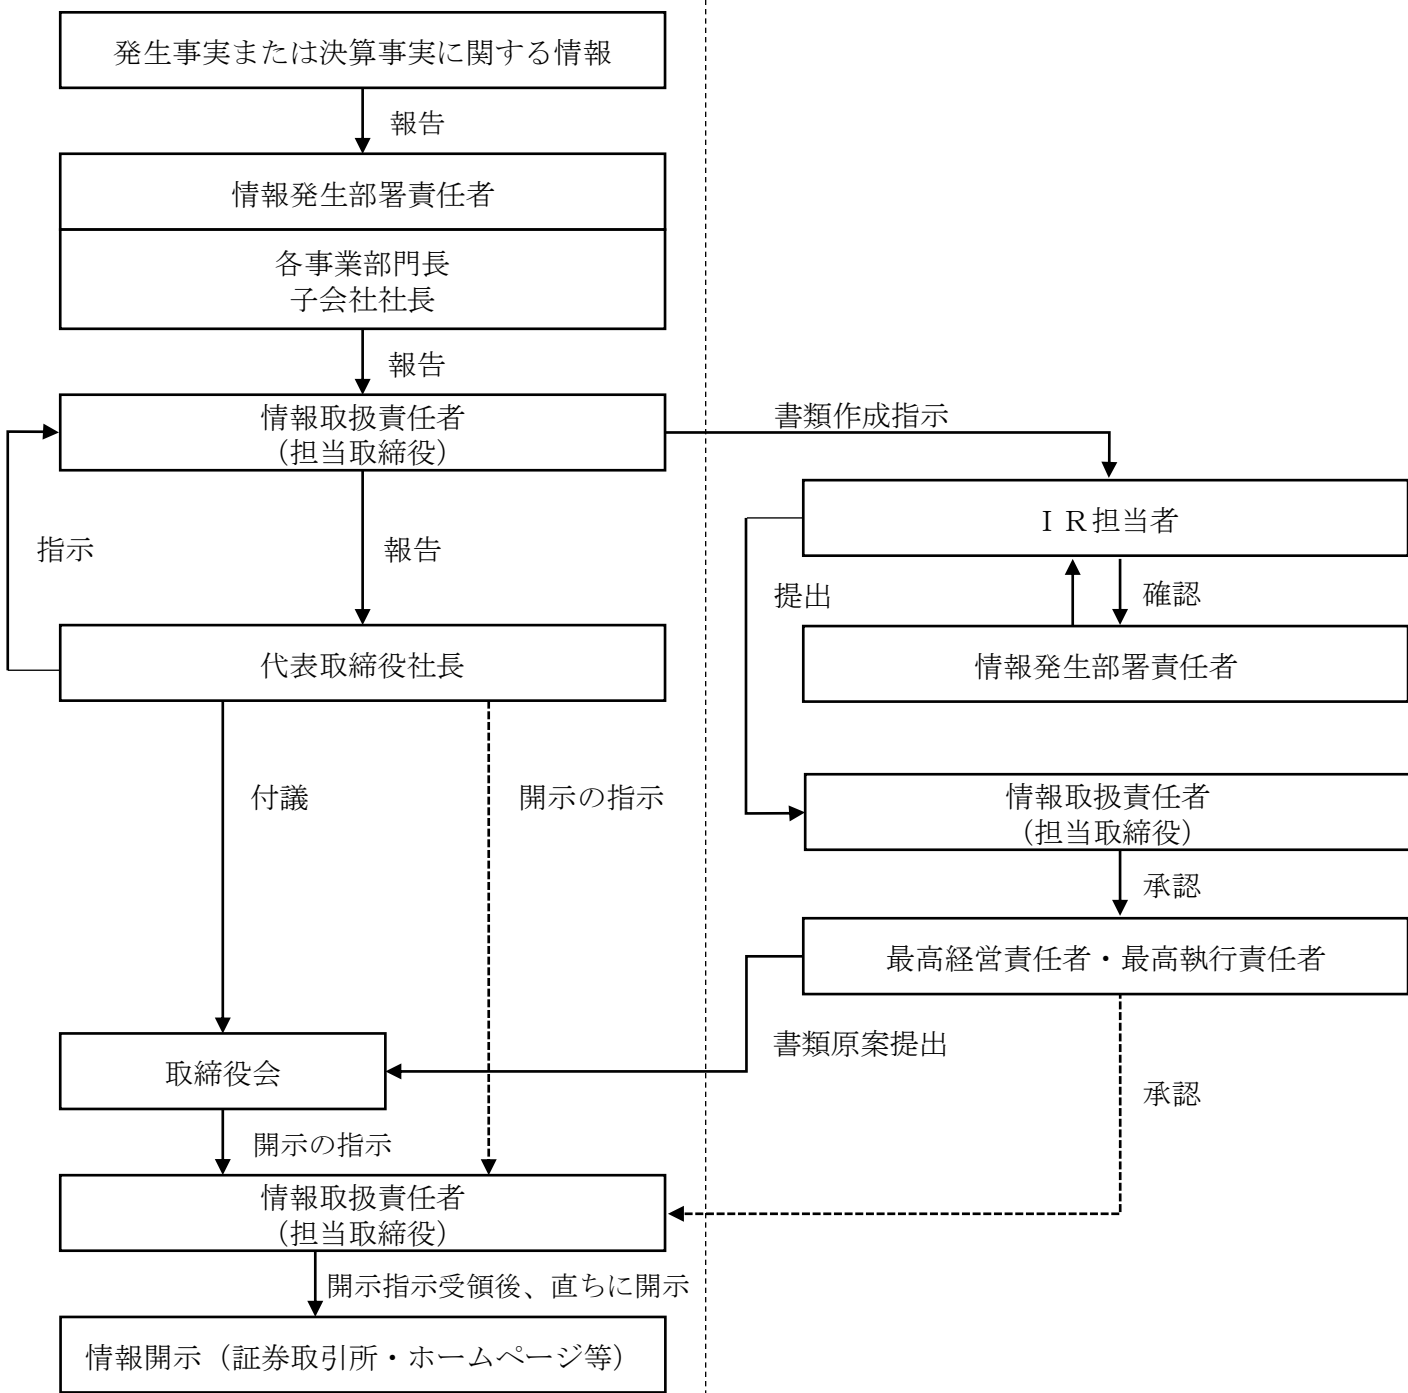 発生事実または決算事実に関する情報
報告
情報発生部署責任者
各事業部門長
子会社社長
報告
情報取扱責任者
（担当取締役）
指示
報告
代表取締役社長
付議
開示の指示
取締役会
開示の指示
情報取扱責任者
（担当取締役）
開示指示受領後、直ちに開示
情報開示（証券取引所・ホームページ等）
書類作成指示
ＩＲ担当者
提出
確認
情報発生部署責任者
情報取扱責任者
（担当取締役）
承認
最高経営責任者・最高執行責任者
書類原案提出
承認